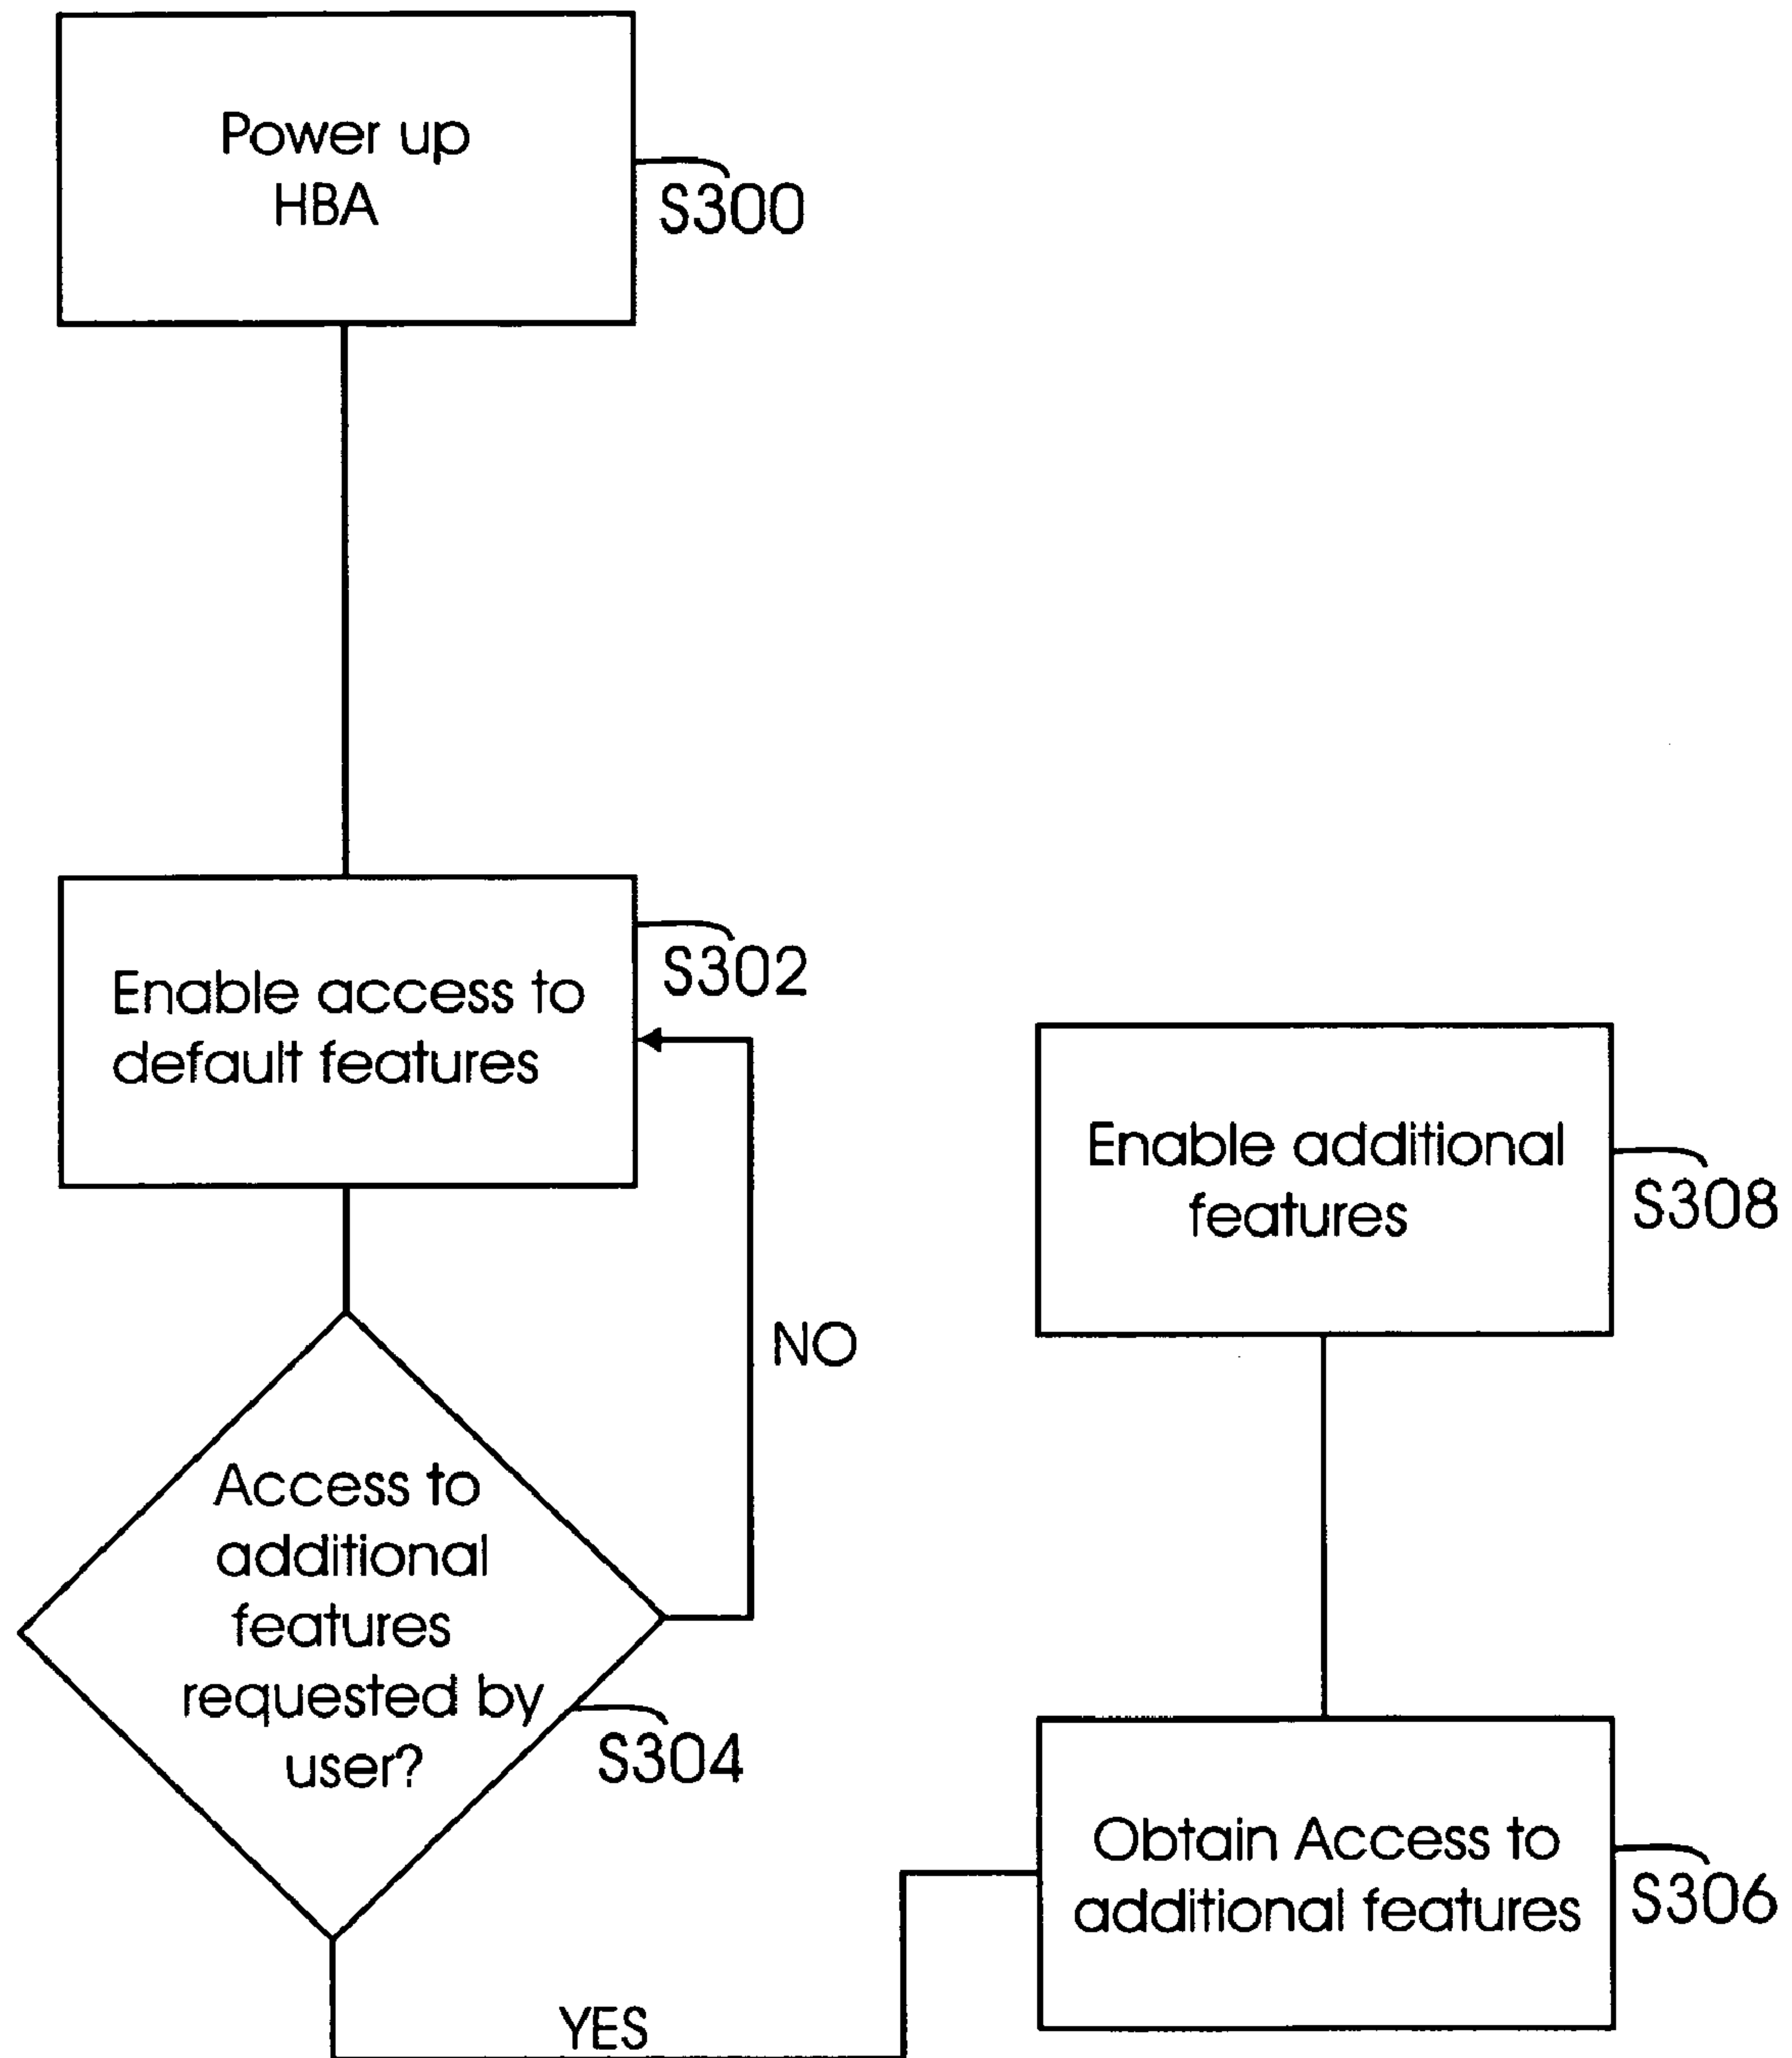 Power up
HBA
S300
Enable access to
default features
S302
NO
Access to
additional
features
requested by
user?
S304
YES
Obtain Access to
additional features
S306
Enable additional
features
S308